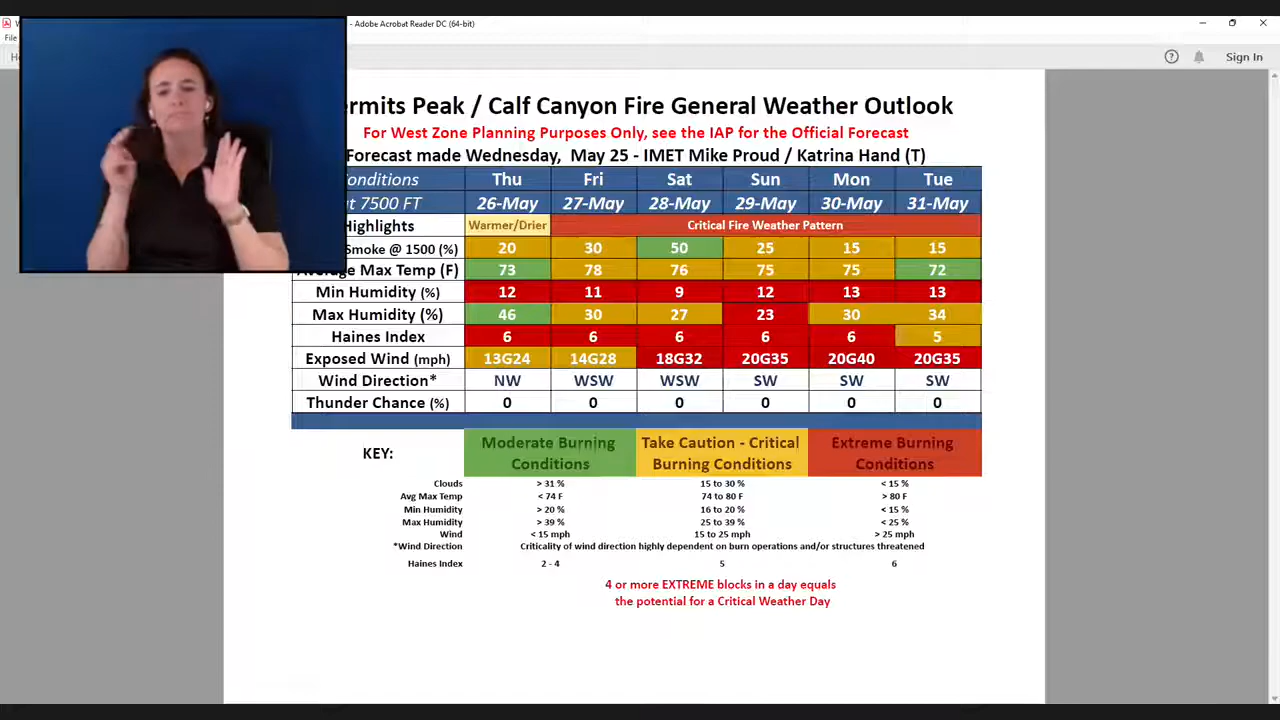 - Adobe Acrobat Reader DC (64-bit)
File
Sign In
ermits Peak / Calf Canyon Fire General Weather Outlook
For West Zone Planning Purposes Only, see the IAP for the Official Forecast
Forecast made Wednesday, May 25 - IMET Mike Proud / Katrina Hand (T)
onditions Thu Fri Sat Sun Mon Tue
at 7500 FT 26-May 27-May 28-May 29-May 30-May 31-May
Highlights Warmer/Drier Critical Fire Weather Pattern
Smoke @ 1500 (%) 20 30 50 25 15 15
Average Max Temp (F) 73 78 76 75 75 72
Min Humidity (%) 12 11 9 12 13 13
Max Humidity (%) 46 30 27 23 30 34
Haines Index 6 6 6 6 6 5
Exposed Wind (mph) 13G24 14G28 18G32 20G35 20G40 20G35
Wind Direction* NW WSW WSW SW SW SW
Thunder Chance (%) 0 0 0 0 0 0
KEY: Moderate Burning Conditions Take Caution - Critical Burning Conditions Extreme Burning Conditions
Clouds > 31 % 15 to 30 % < 15 %
Avg Max Temp < 74 F 74 to 80 F > 80 F
Min Humidity > 20 % 16 to 20 % < 15 %
Max Humidity > 39 % 25 to 39 % < 25 %
Wind < 15 mph 15 to 25 mph > 25 mph
*Wind Direction Criticality of wind direction highly dependent on burn operations and/or structures threatened
Haines Index 2 - 4 5 6
4 or more EXTREME blocks in a day equals
the potential for a Critical Weather Day